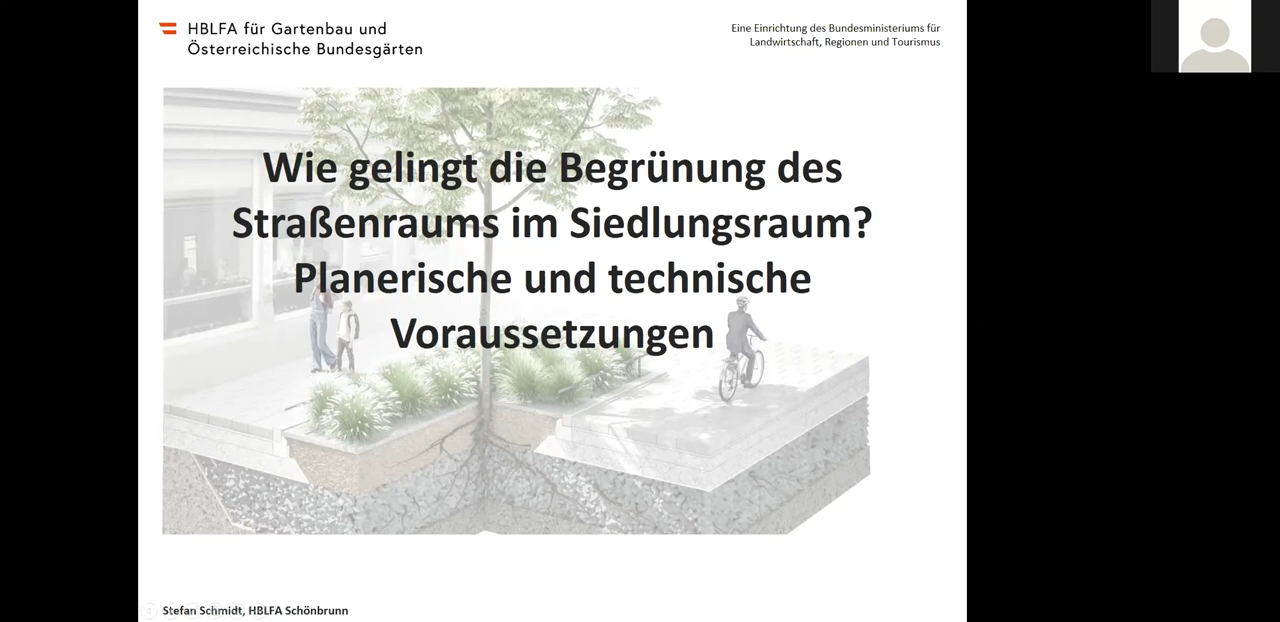 HBLFA für Gartenbau und
Österreichische Bundesgärten
Eine Einrichtung des Bundesministeriums für
Landwirtschaft, Regionen und Tourismus
Wie gelingt die Begrünung des
Straßenraums im Siedlungsraum?
Planerische und technische
Voraussetzungen
Stefan Schmidt, HBLFA Schönbrunn